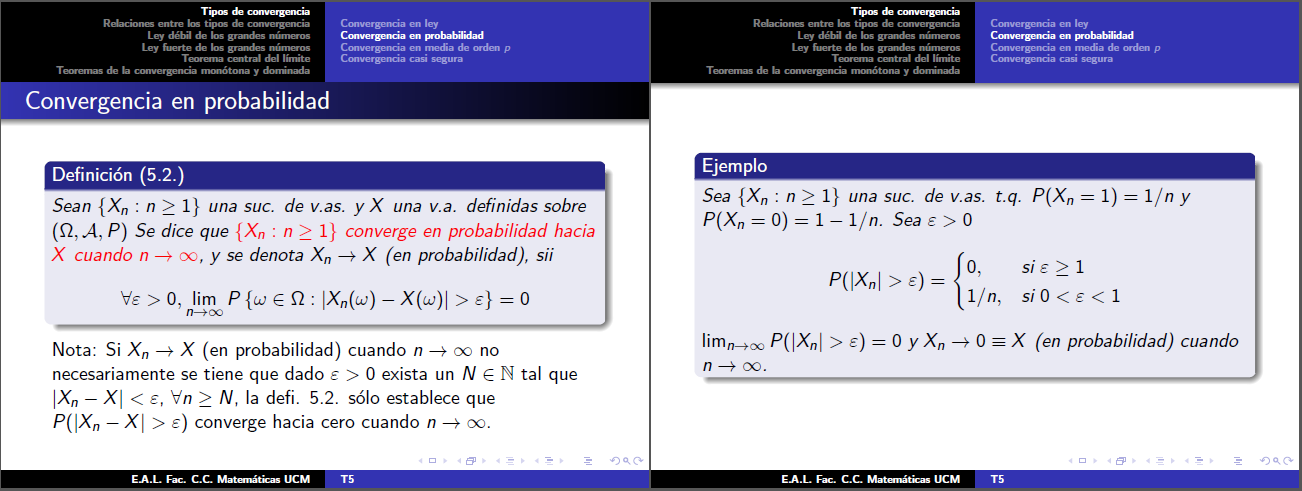 Tipos de convergencia
Relaciones entre los tipos de convergencia
Ley débil de los grandes números
Ley fuerte de los grandes números
Teorema central del límite
Teoremas de la convergencia monótona y dominada
Convergencia en ley
Convergencia en probabilidad
Convergencia en media de orden p
Convergencia casi segura
Convergencia en probabilidad
Definición (5.2.)
Sean {Xₙ : n ≥ 1} una suc. de v.as. y X una v.a. definidas sobre
(Ω, 𝒜, P) Se dice que {Xₙ : n ≥ 1} converge en probabilidad hacia
X cuando n → ∞, y se denota Xₙ → X (en probabilidad), sii
∀ε > 0, lim_{n→∞} P {ω ∈ Ω : |Xₙ(ω) − X(ω)| > ε} = 0
Nota: Si Xₙ → X (en probabilidad) cuando n → ∞ no
necesariamente se tiene que dado ε > 0 exista un N ∈ ℕ tal que
|Xₙ − X| < ε, ∀n ≥ N, la defi. 5.2. sólo establece que
P(|Xₙ − X| > ε) converge hacia cero cuando n → ∞.
E.A.L. Fac. C.C. Matemáticas UCM
T5
Tipos de convergencia
Relaciones entre los tipos de convergencia
Ley débil de los grandes números
Ley fuerte de los grandes números
Teorema central del límite
Teoremas de la convergencia monótona y dominada
Convergencia en ley
Convergencia en probabilidad
Convergencia en media de orden p
Convergencia casi segura
Ejemplo
Sea {Xₙ : n ≥ 1} una suc. de v.as. t.q. P(Xₙ = 1) = 1/n y
P(Xₙ = 0) = 1 − 1/n. Sea ε > 0
P(|Xₙ| > ε) = { 0, si ε ≥ 1
1/n, si 0 < ε < 1
lim_{n→∞} P(|Xₙ| > ε) = 0 y Xₙ → 0 ≡ X (en probabilidad) cuando
n → ∞.
E.A.L. Fac. C.C. Matemáticas UCM
T5